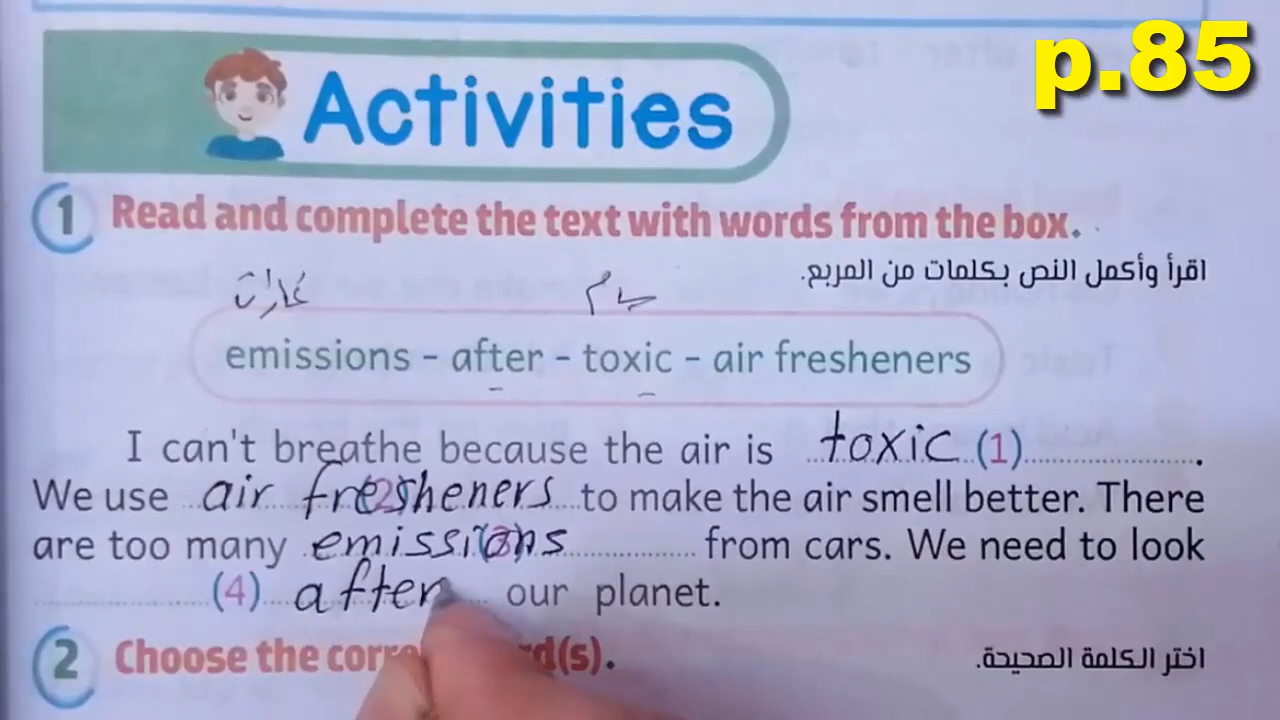 p.85
Activities
1 Read and complete the text with words from the box.
اقرأ وأكمل النص بكلمات من المربع.
غازات سام
emissions - after - toxic - air fresheners
I can't breathe because the air is toxic (1) .
We use air fresheners (2) to make the air smell better. There
are too many emissions (3) from cars. We need to look
(4) after our planet.
2 Choose the
اختر الكلمة الصحيحة.